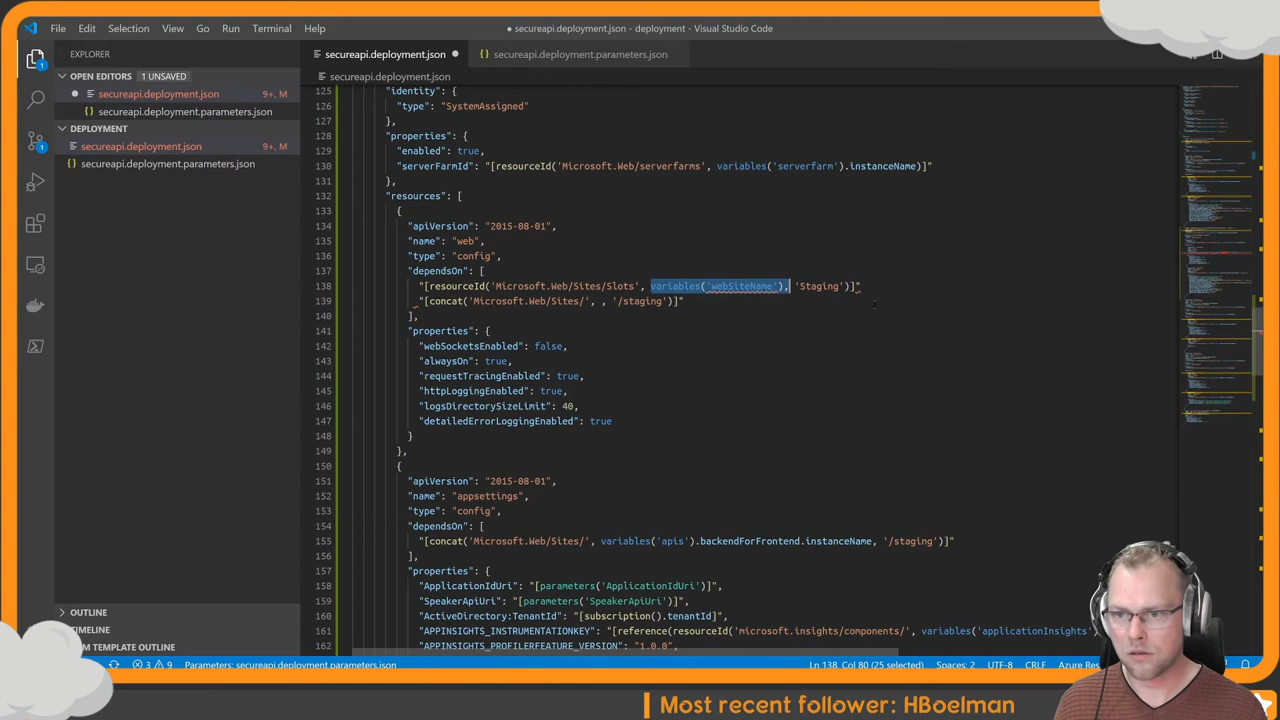 File Edit Selection View Go Run Terminal Help
● secureapi.deployment.json - deployment - Visual Studio Code
EXPLORER
OPEN EDITORS 1 UNSAVED
secureapi.deployment.json 9+, M
{} secureapi.deployment.parameters.json
DEPLOYMENT
secureapi.deployment.json 9+, M
{} secureapi.deployment.parameters.json
OUTLINE
TIMELINE
M TEMPLATE OUTLINE
secureapi.deployment.json ●
{} secureapi.deployment.parameters.json
secureapi.deployment.json
125 "identity": {
126 "type": "SystemAssigned"
127 },
128 "properties": {
129 "enabled": true,
130 "serverFarmId": "[resourceId('Microsoft.Web/serverfarms', variables('serverfarm').instanceName)]"
131 },
132 "resources": [
133 {
134 "apiVersion": "2015-08-01",
135 "name": "web",
136 "type": "config",
137 "dependsOn": [
138 "[resourceId('Microsoft.Web/Sites/Slots', variables('webSiteName'), 'Staging')]"
139 "[concat('Microsoft.Web/Sites/', , '/staging')]"
140 ],
141 "properties": {
142 "webSocketsEnabled": false,
143 "alwaysOn": true,
144 "requestTracingEnabled": true,
145 "httpLoggingEnabled": true,
146 "logsDirectorySizeLimit": 40,
147 "detailedErrorLoggingEnabled": true
148 }
149 },
150 {
151 "apiVersion": "2015-08-01",
152 "name": "appsettings",
153 "type": "config",
154 "dependsOn": [
155 "[concat('Microsoft.Web/Sites/', variables('apis').backendForFrontend.instanceName, '/staging')]"
156 ],
157 "properties": {
158 "ApplicationIdUri": "[parameters('ApplicationIdUri')]",
159 "SpeakerApiUri": "[parameters('SpeakerApiUri')]",
160 "ActiveDirectory:TenantId": "[subscription().tenantId]",
161 "APPINSIGHTS_INSTRUMENTATIONKEY": "[reference(resourceId('microsoft.insights/components/', variables('applicationInsights')
162 "APPINSIGHTS_PROFILERFEATURE_VERSION": "1.0.0",
3 9 Parameters: secureapi.deployment.parameters.json
Ln 138, Col 80 (25 selected) Spaces: 2 UTF-8 CRLF Azure Res
Most recent follower: HBoelman